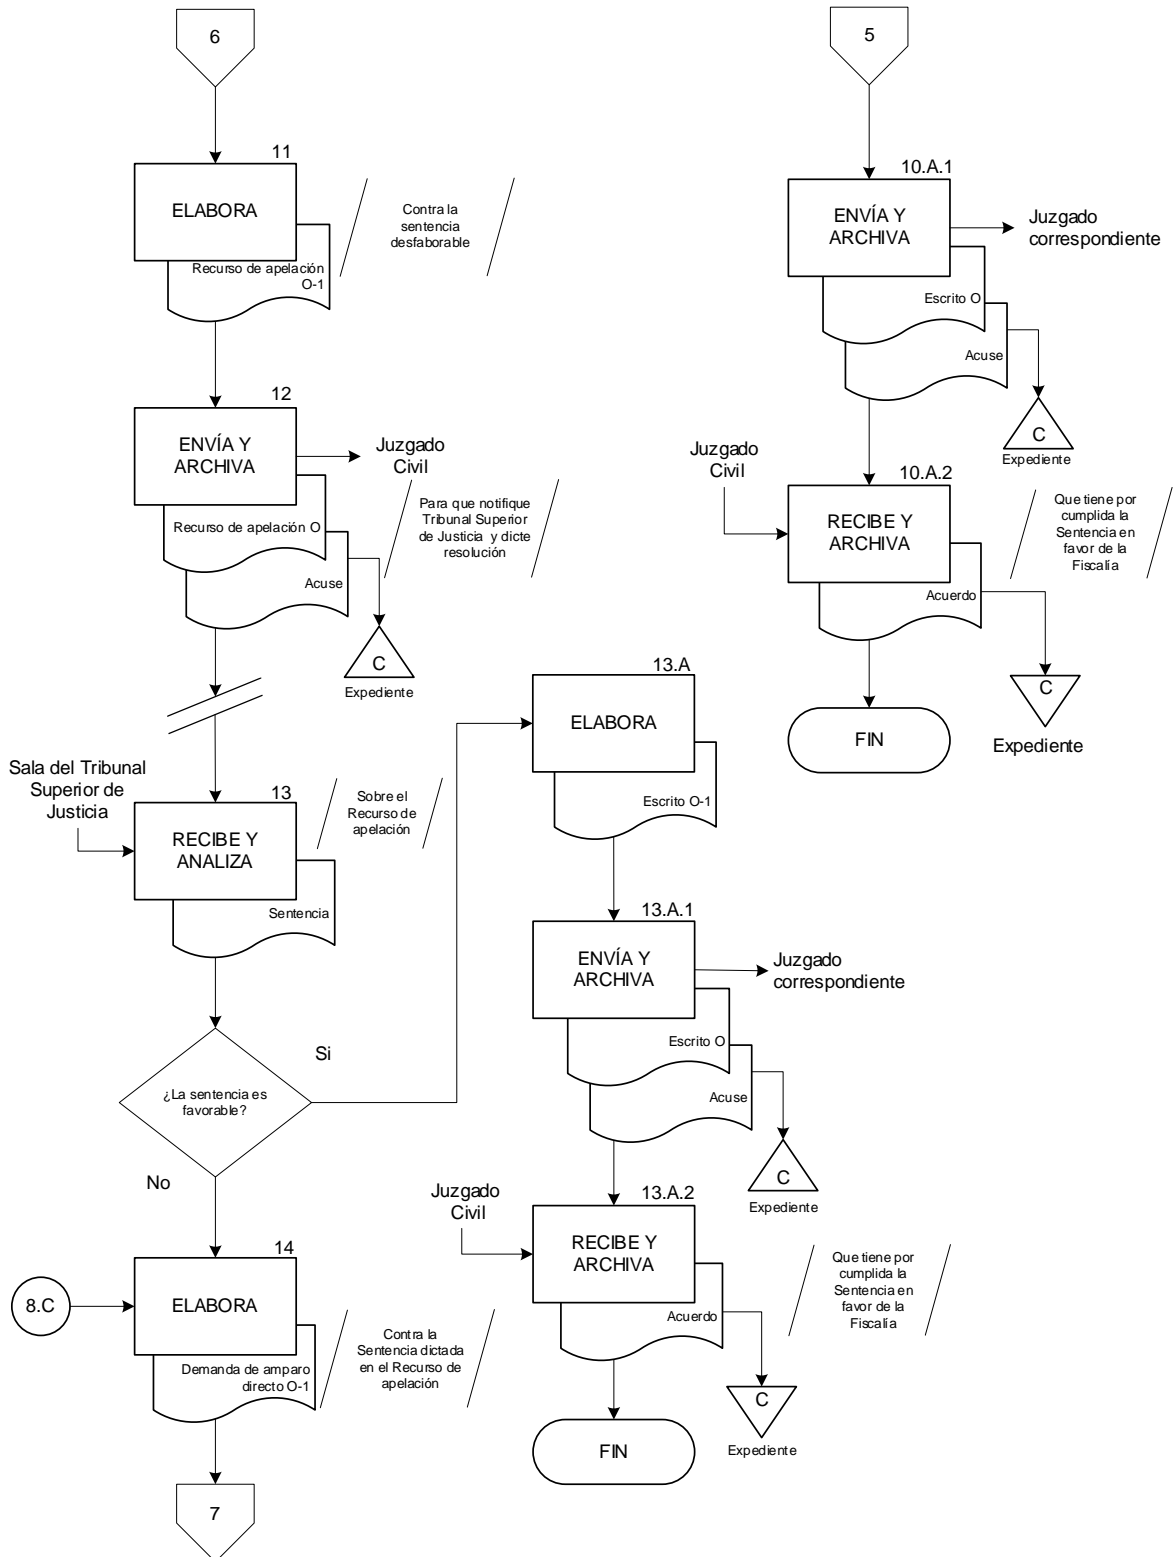 6
11
ELABORA
Recurso de apelación
O-1
Contra la
sentencia
desfaborable
12
ENVÍA Y
ARCHIVA
Juzgado
Civil
Recurso de apelación O
Acuse
Para que notifique
Tribunal Superior
de Justicia y dicte
resolución
C
Expediente
Sala del Tribunal
Superior de
Justicia
13
RECIBE Y
ANALIZA
Sentencia
Sobre el
Recurso de
apelación
¿La sentencia es
favorable?
Si
No
8.C
14
ELABORA
Demanda de amparo
directo O-1
Contra la
Sentencia dictada
en el Recurso de
apelación
7
13.A
ELABORA
Escrito O-1
13.A.1
ENVÍA Y
ARCHIVA
Juzgado
correspondiente
Escrito O
Acuse
C
Expediente
Juzgado
Civil
13.A.2
RECIBE Y
ARCHIVA
Acuerdo
Que tiene por
cumplida la
Sentencia en
favor de la
Fiscalía
C
Expediente
FIN
5
10.A.1
ENVÍA Y
ARCHIVA
Juzgado
correspondiente
Escrito O
Acuse
C
Expediente
Juzgado
Civil
10.A.2
RECIBE Y
ARCHIVA
Acuerdo
Que tiene por
cumplida la
Sentencia en
favor de la
Fiscalía
C
Expediente
FIN